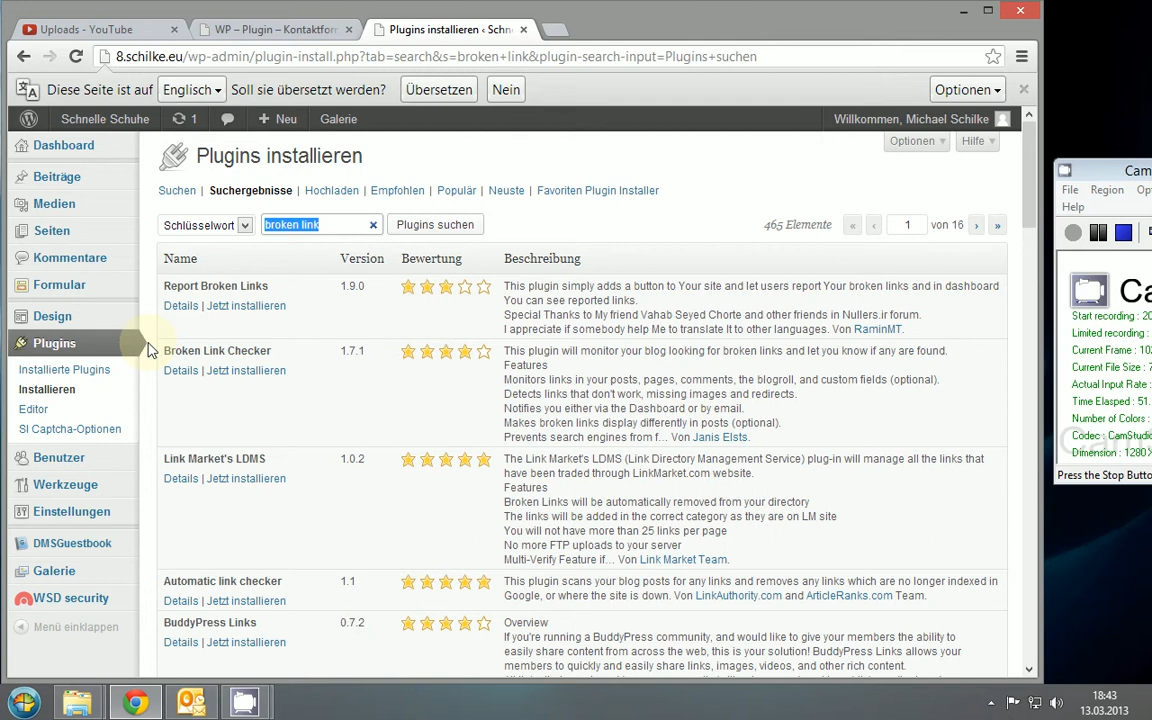 Uploads - YouTube
WP – Plugin – Kontaktform
Plugins installieren ‹ Schn
8.schilke.eu/wp-admin/plugin-install.php?tab=search&s=broken+link&plugin-search-input=Plugins+suchen
Diese Seite ist auf Englisch Soll sie übersetzt werden? Übersetzen Nein Optionen
Schnelle Schuhe 1 + Neu Galerie Willkommen, Michael Schilke
Optionen Hilfe
Dashboard
Beiträge
Medien
Seiten
Kommentare
Formular
Design
Plugins
Installierte Plugins
Installieren
Editor
SI Captcha-Optionen
Benutzer
Werkzeuge
Einstellungen
DMSGuestbook
Galerie
WSD security
Menü einklappen
Plugins installieren
Suchen | Suchergebnisse | Hochladen | Empfohlen | Populär | Neuste | Favoriten Plugin Installer
Schlüsselwort broken link × Plugins suchen 465 Elemente « ‹ 1 von 16 › »
Name Version Bewertung Beschreibung
Report Broken Links 1.9.0 This plugin simply adds a button to Your site and let users report Your broken links and in dashboard
Details | Jetzt installieren You can see reported links.
Special Thanks to My friend Vahab Seyed Chorte and other friends in Nullers.ir forum.
I appreciate if somebody help Me to translate It to other languages. Von RaminMT.
Broken Link Checker 1.7.1 This plugin will monitor your blog looking for broken links and let you know if any are found.
Details | Jetzt installieren Features
Monitors links in your posts, pages, comments, the blogroll, and custom fields (optional).
Detects links that don't work, missing images and redirects.
Notifies you either via the Dashboard or by email.
Makes broken links display differently in posts (optional).
Prevents search engines from f... Von Janis Elsts.
Link Market's LDMS 1.0.2 The Link Market's LDMS (Link Directory Management Service) plug-in will manage all the links that
Details | Jetzt installieren have been traded through LinkMarket.com website.
Features
Broken Links will be automatically removed from your directory
The links will be added in the correct category as they are on LM site
You will not have more than 25 links per page
No more FTP uploads to your server
Multi-Verify Feature if... Von Link Market Team.
Automatic link checker 1.1 This plugin scans your blog posts for any links and removes any links which are no longer indexed in
Details | Jetzt installieren Google, or where the site is down. Von LinkAuthority.com and ArticleRanks.com Team.
BuddyPress Links 0.7.2 Overview
Details | Jetzt installieren If you're running a BuddyPress community, and would like to give your members the ability to
easily share content from across the web, this is your solution! BuddyPress Links allows your
members to quickly and easily share links, images, videos, and other rich content.
Cam
File Region Op
Help
Ca
Start recording : 20
Limited recording :
Current Frame : 10
Current File Size : 7
Actual Input Rate :
Time Elasped : 51.
Number of Colors :
Codec : CamStudio
Dimension : 1280X
Press the Stop Butto
18:43
13.03.2013